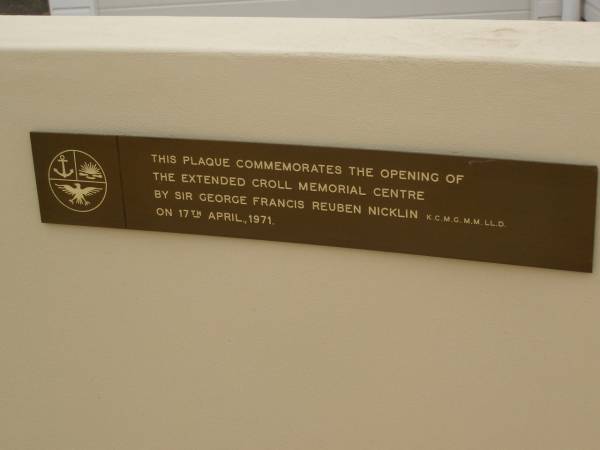 THIS PLAQUE COMMEMORATES THE OPENING OF
THE EXTENDED CROLL MEMORIAL CENTRE
BY SIR GEORGE FRANCIS REUBEN NICKLIN K.C.M.G. M.M. LL.D.
ON 17TH APRIL., 1971.